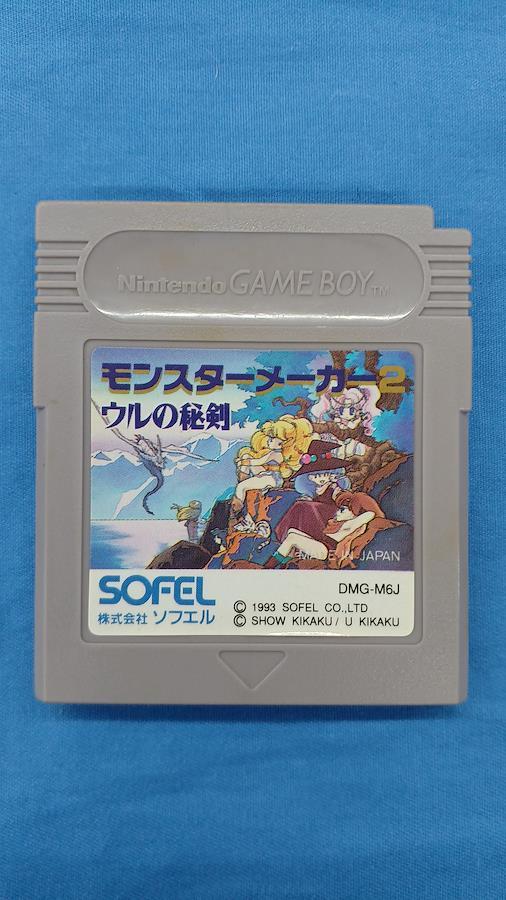 Nintendo GAME BOY TM
モンスターメーカー2
ウルの秘剣
MADE IN JAPAN
SOFEL
DMG-M6J
株式会社 ソフエル
© 1993 SOFEL CO.,LTD
© SHOW KIKAKU / U KIKAKU